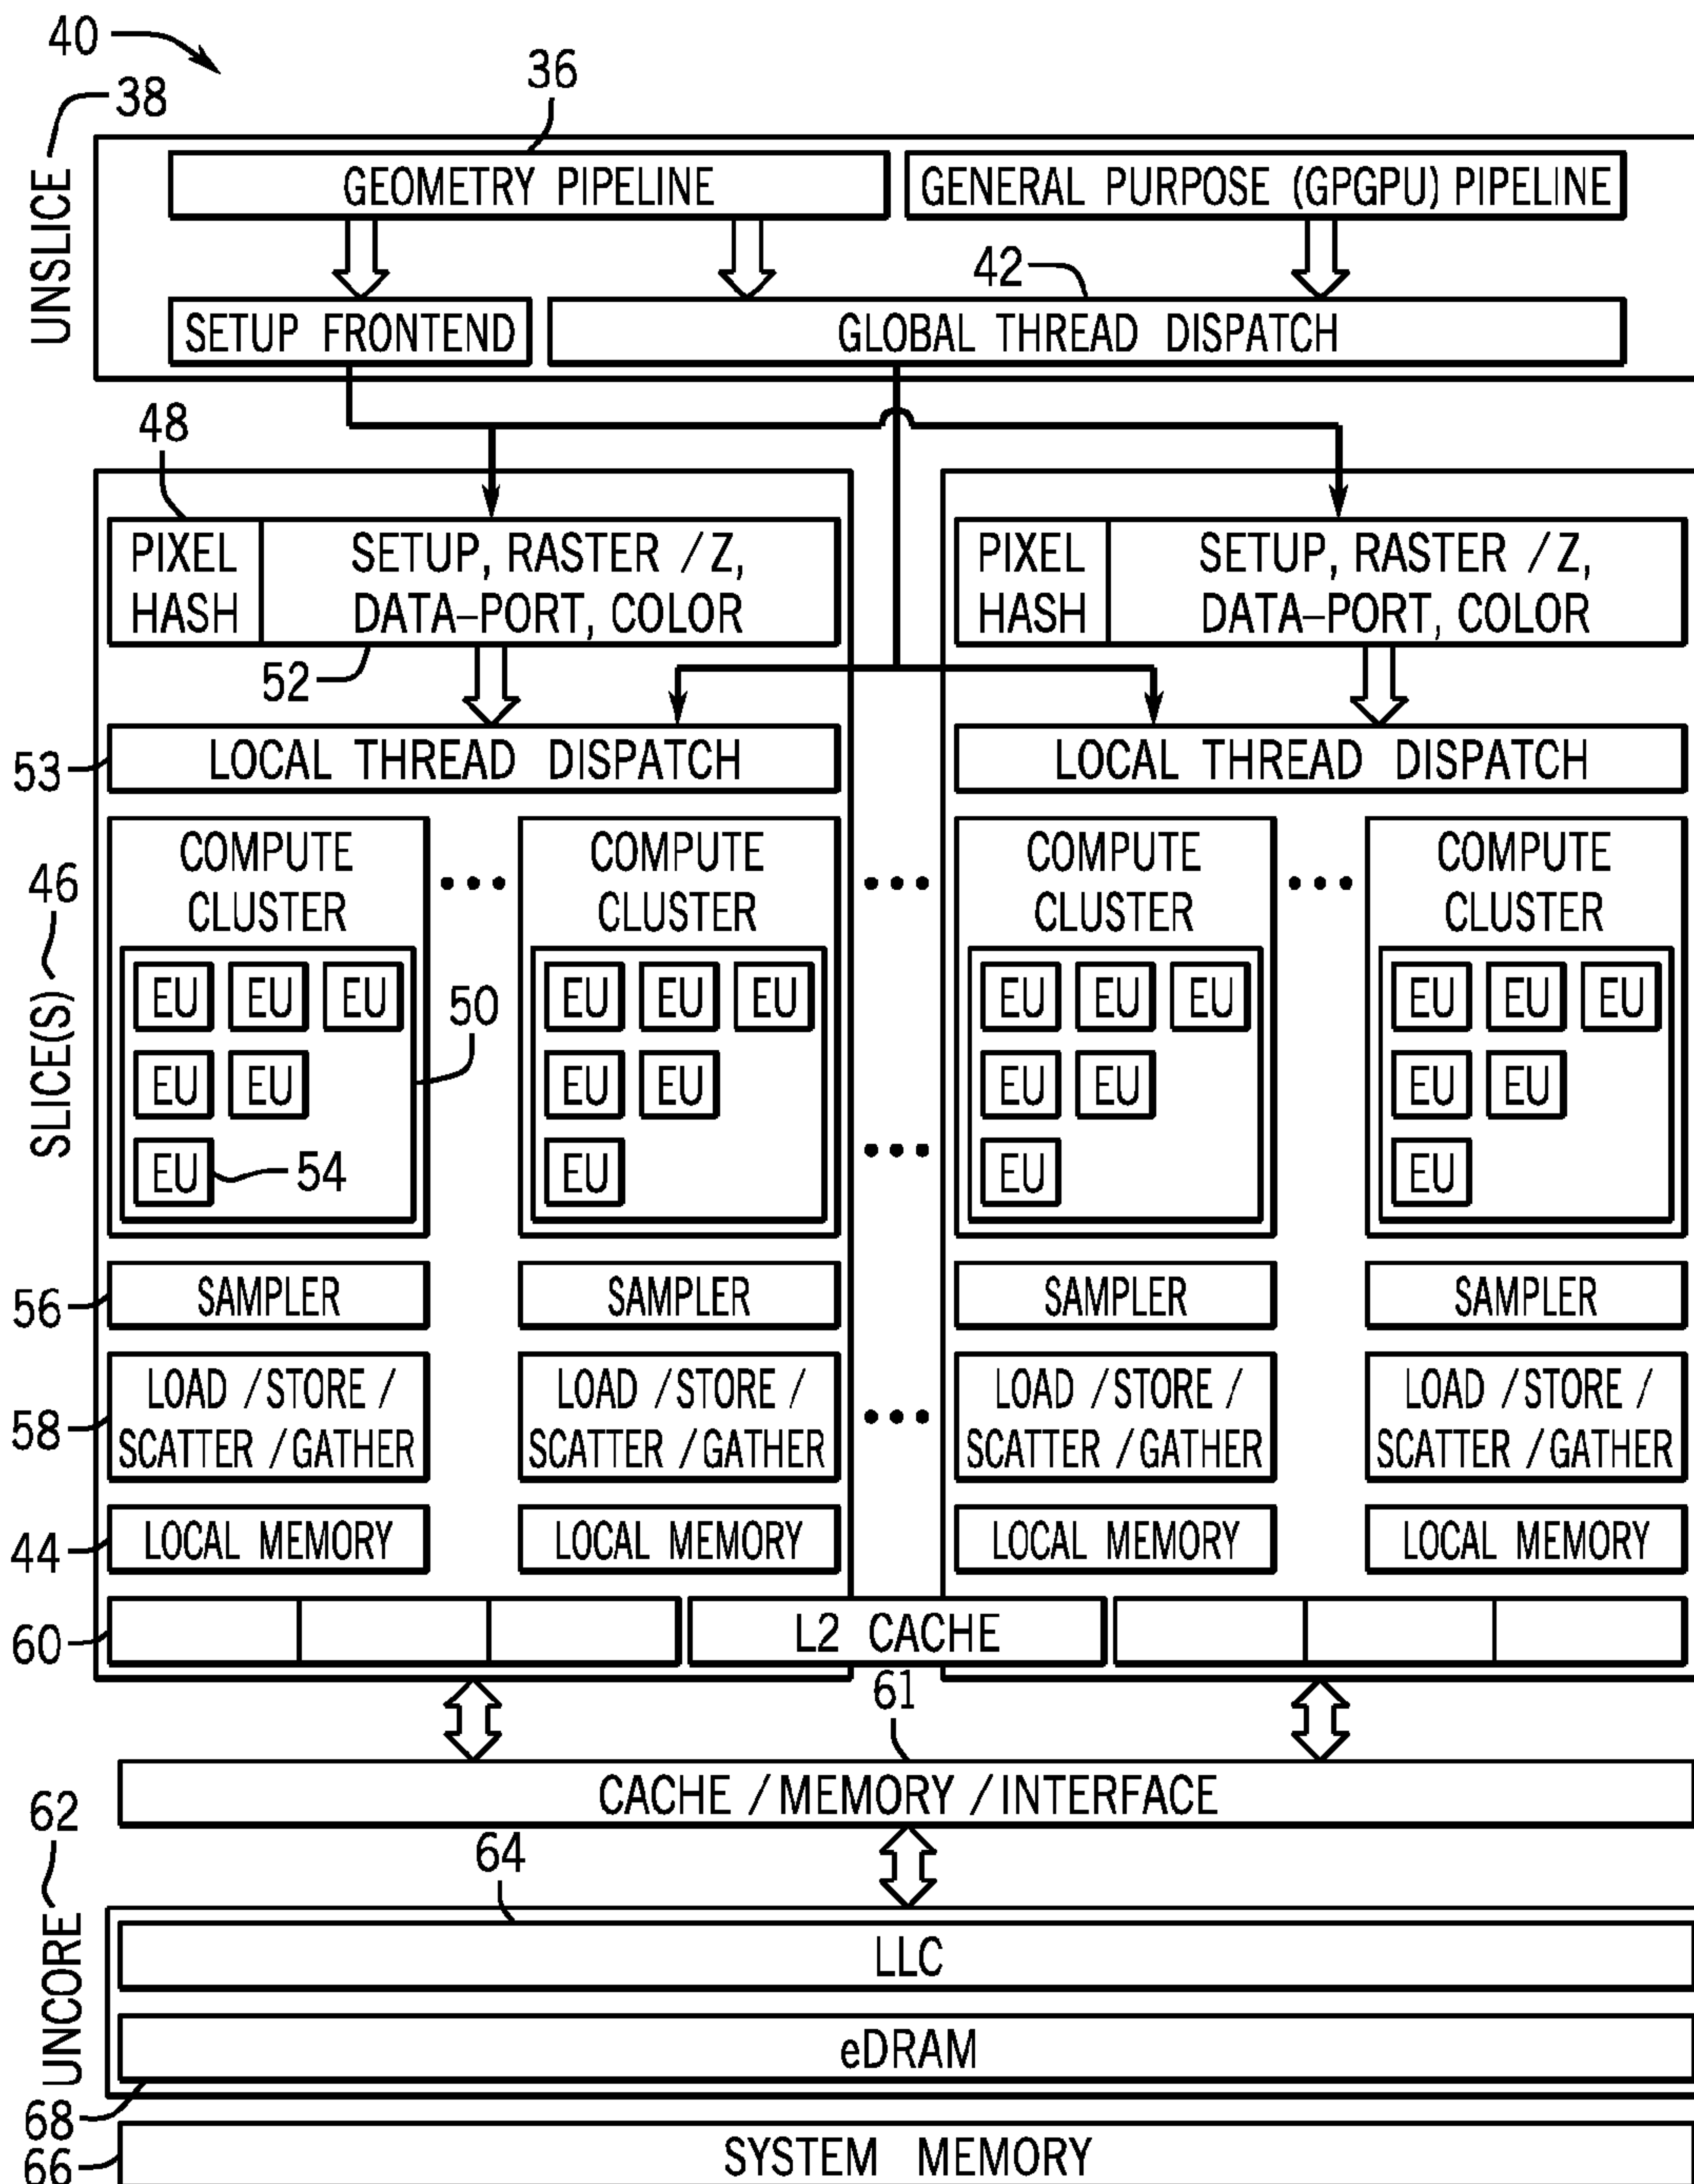 40
38
36
UNSLICE
GEOMETRY PIPELINE
GENERAL PURPOSE (GPGPU) PIPELINE
42
SETUP FRONTEND
GLOBAL THREAD DISPATCH
48
PIXEL
HASH
SETUP, RASTER / Z,
DATA–PORT, COLOR
PIXEL
HASH
SETUP, RASTER / Z,
DATA–PORT, COLOR
52
53
LOCAL THREAD DISPATCH
LOCAL THREAD DISPATCH
SLICE(S)
46
COMPUTE
CLUSTER
EU EU EU
EU EU
EU
50
54
COMPUTE
CLUSTER
EU EU EU
EU EU
EU
COMPUTE
CLUSTER
EU EU EU
EU EU
EU
COMPUTE
CLUSTER
EU EU EU
EU EU
EU
56
SAMPLER
SAMPLER
SAMPLER
SAMPLER
58
LOAD / STORE /
SCATTER / GATHER
LOAD / STORE /
SCATTER / GATHER
LOAD / STORE /
SCATTER / GATHER
LOAD / STORE /
SCATTER / GATHER
44
LOCAL MEMORY
LOCAL MEMORY
LOCAL MEMORY
LOCAL MEMORY
60
L2 CACHE
61
CACHE / MEMORY / INTERFACE
62
UNCORE
64
LLC
eDRAM
68
66
SYSTEM MEMORY